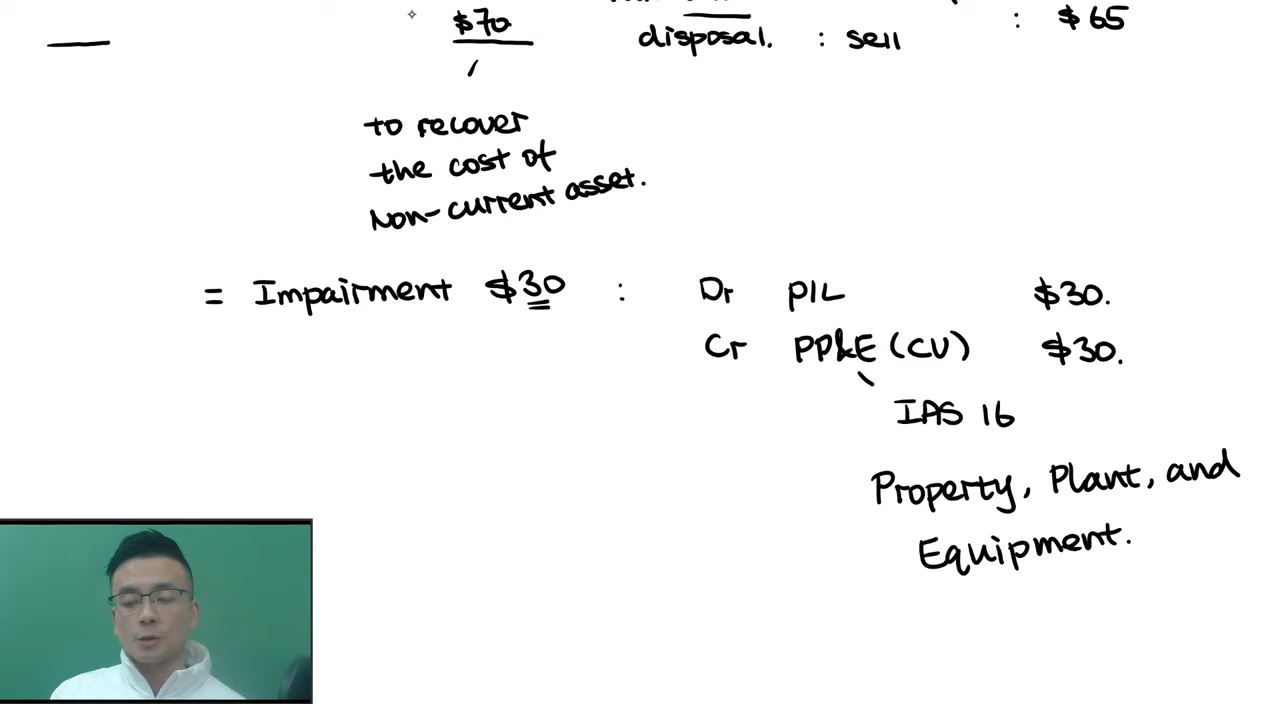 $70
: $65
disposal. : sell
to recover
the cost of
Non-current asset.
= Impairment $30 : Dr P/L $30.
Cr PP&E (CV) $30.
IAS 16
Property, Plant, and
Equipment.